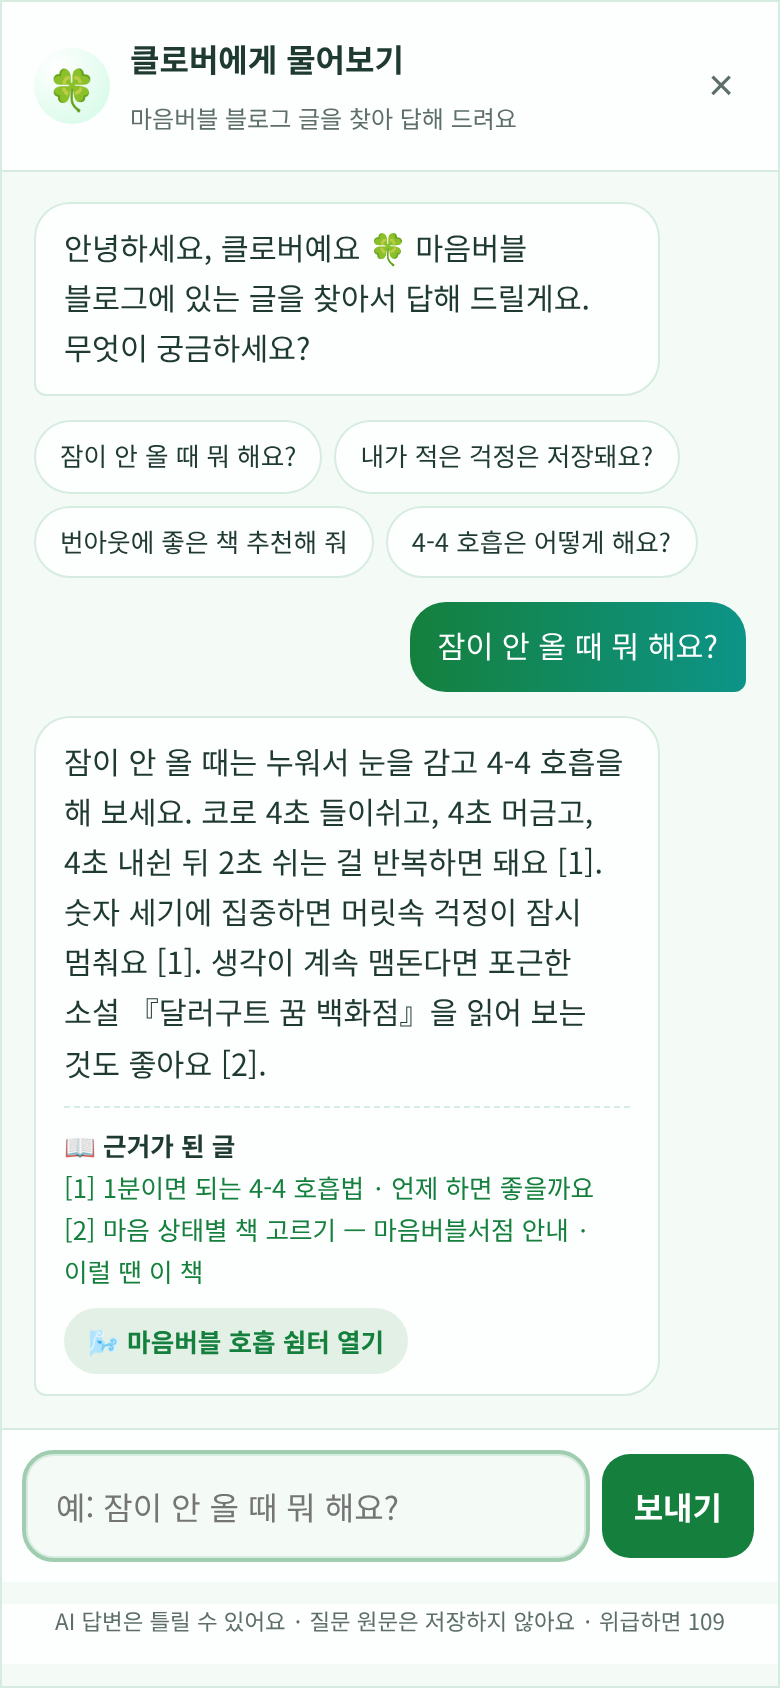 클로버에게 물어보기
마음버블 블로그 글을 찾아 답해 드려요
안녕하세요, 클로버예요 🍀 마음버블
블로그에 있는 글을 찾아서 답해 드릴게요.
무엇이 궁금하세요?
잠이 안 올 때 뭐 해요?
내가 적은 걱정은 저장돼요?
번아웃에 좋은 책 추천해 줘
4-4 호흡은 어떻게 해요?
잠이 안 올 때 뭐 해요?
잠이 안 올 때는 누워서 눈을 감고 4-4 호흡을
해 보세요. 코로 4초 들이쉬고, 4초 머금고,
4초 내쉰 뒤 2초 쉬는 걸 반복하면 돼요 [1].
숫자 세기에 집중하면 머릿속 걱정이 잠시
멈춰요 [1]. 생각이 계속 맴돈다면 포근한
소설 『달러구트 꿈 백화점』을 읽어 보는
것도 좋아요 [2].
📖 근거가 된 글
[1] 1분이면 되는 4-4 호흡법 · 언제 하면 좋을까요
[2] 마음 상태별 책 고르기 — 마음버블서점 안내 ·
이럴 땐 이 책
🌬️ 마음버블 호흡 쉼터 열기
예: 잠이 안 올 때 뭐 해요?
보내기
AI 답변은 틀릴 수 있어요 · 질문 원문은 저장하지 않아요 · 위급하면 109